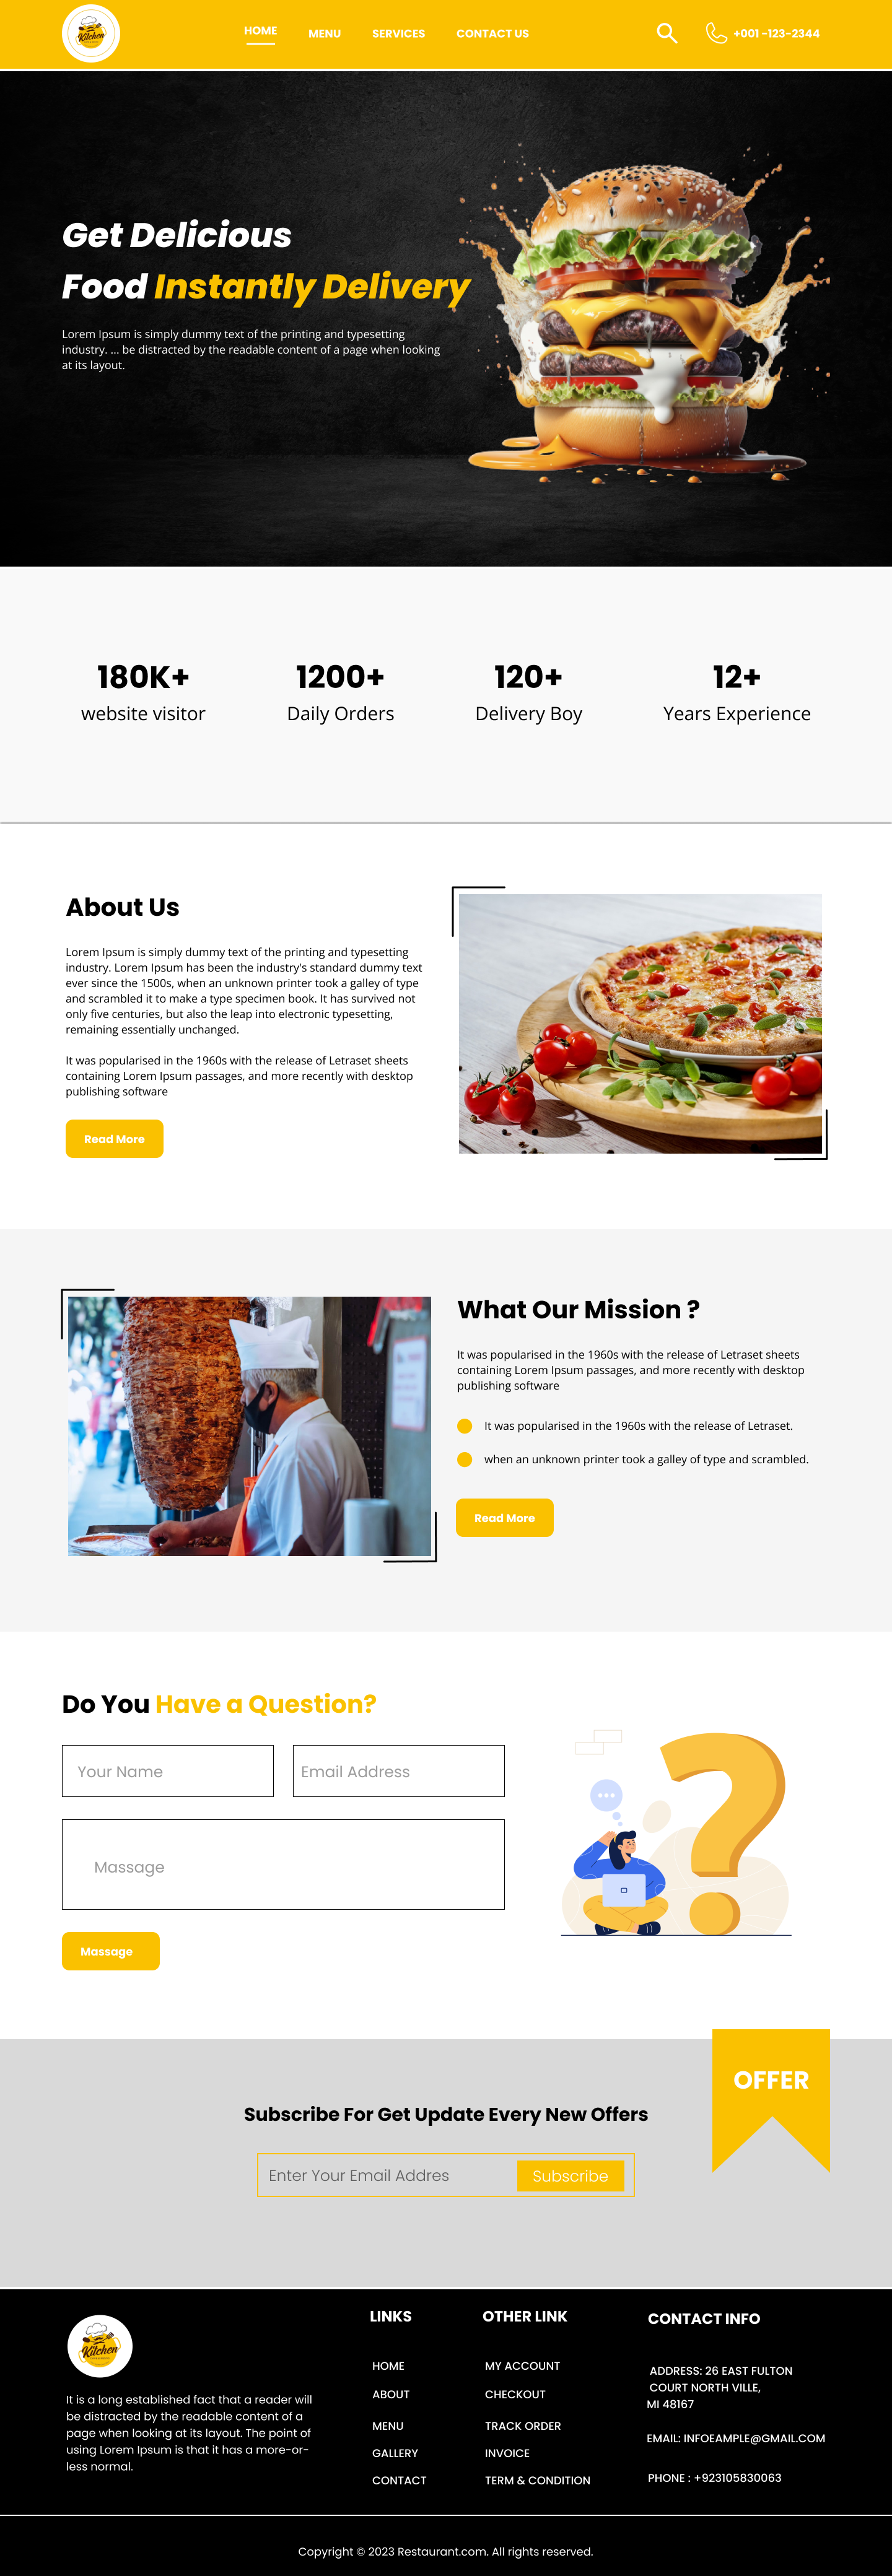 Kitchen
HOME
MENU
SERVICES
CONTACT US
+001 -123-2344
Get Delicious
Food Instantly Delivery
Lorem Ipsum is simply dummy text of the printing and typesetting
industry. ... be distracted by the readable content of a page when looking
at its layout.
180K+
website visitor
1200+
Daily Orders
120+
Delivery Boy
12+
Years Experience
About Us
Lorem Ipsum is simply dummy text of the printing and typesetting
industry. Lorem Ipsum has been the industry's standard dummy text
ever since the 1500s, when an unknown printer took a galley of type
and scrambled it to make a type specimen book. It has survived not
only five centuries, but also the leap into electronic typesetting,
remaining essentially unchanged.
It was popularised in the 1960s with the release of Letraset sheets
containing Lorem Ipsum passages, and more recently with desktop
publishing software
Read More
What Our Mission ?
It was popularised in the 1960s with the release of Letraset sheets
containing Lorem Ipsum passages, and more recently with desktop
publishing software
It was popularised in the 1960s with the release of Letraset.
when an unknown printer took a galley of type and scrambled.
Read More
Do You Have a Question?
Your Name
Email Address
Massage
Massage
OFFER
Subscribe For Get Update Every New Offers
Enter Your Email Addres
Subscribe
Kitchen
It is a long established fact that a reader will
be distracted by the readable content of a
page when looking at its layout. The point of
using Lorem Ipsum is that it has a more-or-
less normal.
LINKS
HOME
ABOUT
MENU
GALLERY
CONTACT
OTHER LINK
MY ACCOUNT
CHECKOUT
TRACK ORDER
INVOICE
TERM & CONDITION
CONTACT INFO
ADDRESS: 26 EAST FULTON
COURT NORTH VILLE,
MI 48167
EMAIL: INFOEAMPLE@GMAIL.COM
PHONE : +923105830063
Copyright © 2023 Restaurant.com. All rights reserved.